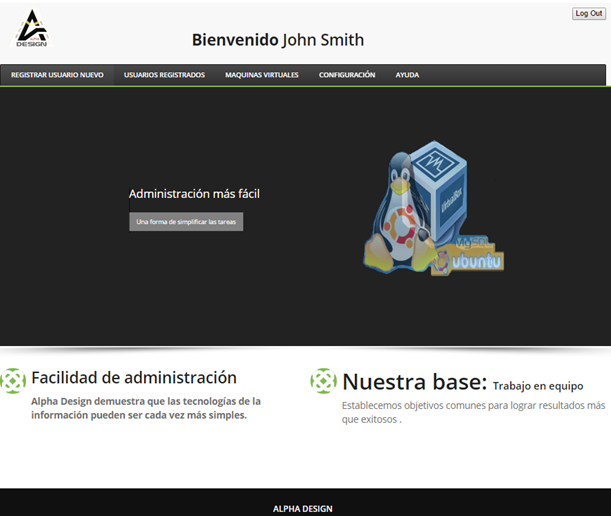 DESIGN
Log Out
Bienvenido John Smith
REGISTRAR USUARIO NUEVO USUARIOS REGISTRADOS MAQUINAS VIRTUALES CONFIGURACIÓN AYUDA
Administración más fácil
Una forma de simplificar las tareas
VirtualBox
ubuntu
Facilidad de administración
Alpha Design demuestra que las tecnologías de la
información pueden ser cada vez más simples.
Nuestra base: Trabajo en equipo
Establecemos objetivos comunes para lograr resultados más
que exitosos .
ALPHA DESIGN